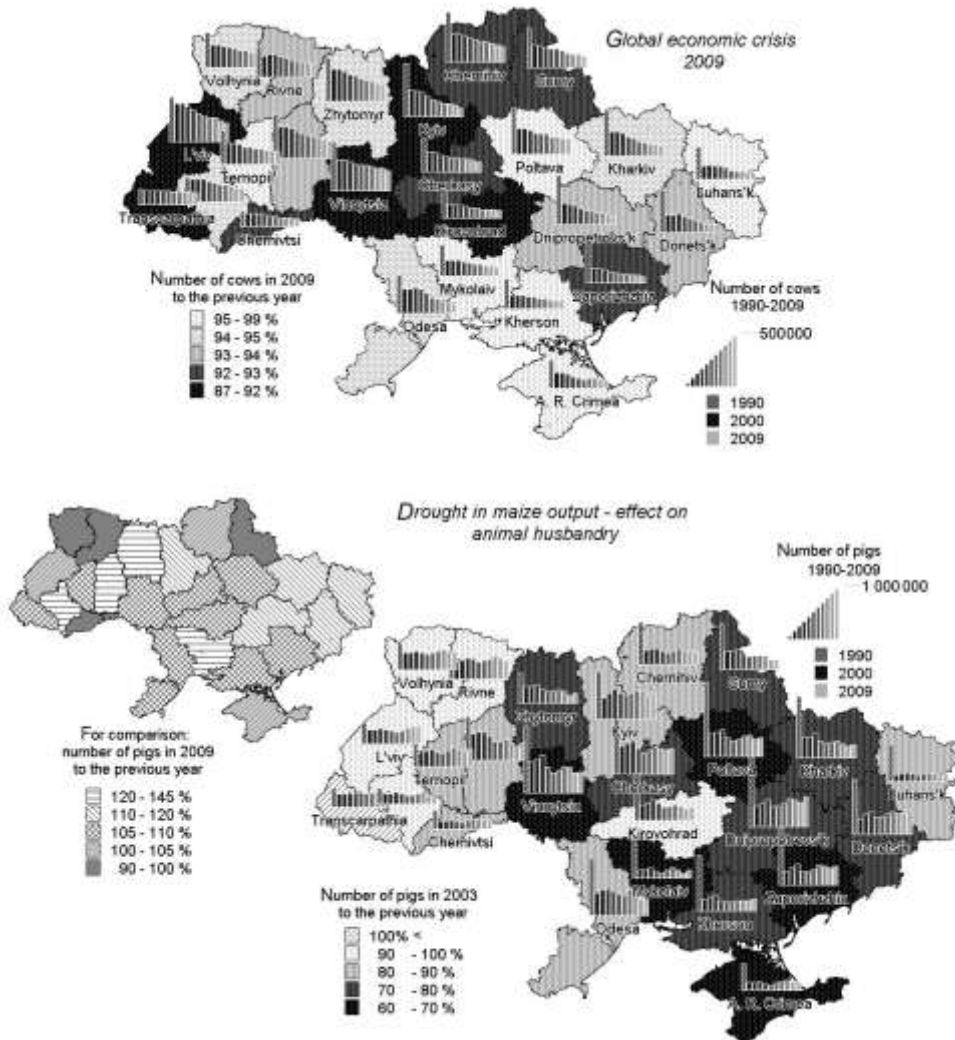 Global economic crisis
2009
Volhynia
Rivne
Chernihiv
Sumy
Zhytomyr
Kyiv
L'viv
Ternopi'
Poltava
Kharkiv
Luhans'k
Cherkasy
Vinnytsia
Transcarpathia
Chernivtsi
Kirovohrad
Dnipropetrovs'k
Donets'k
Mykolaiv
Zaporizhzhia
Odesa
Kherson
A. R. Crimea
Number of cows in 2009
to the previous year
95 - 99 %
94 - 95 %
93 - 94 %
92 - 93 %
87 - 92 %
Number of cows
1990-2009
500000
1990
2000
2009
Drought in maize output - effect on
animal husbandry
Number of pigs
1990-2009
1 000 000
1990
2000
2009
For comparison:
number of pigs in 2009
to the previous year
120 - 145 %
110 - 120 %
105 - 110 %
100 - 105 %
90 - 100 %
Volhynia
Rivne
Chernihiv
Sumy
Zhytomyr
Kyiv
L'viv
Ternopi'
Poltava
Kharkiv
Luhans'k
Cherkasy
Vinnytsia
Transcarpathia
Chernivtsi
Kirovohrad
Dnipropetrovs'k
Donets'k
Mykolaiv
Zaporizhzhia
Odesa
Kherson
A. R. Crimea
Number of pigs in 2003
to the previous year
100% <
90 - 100 %
80 - 90 %
70 - 80 %
60 - 70 %